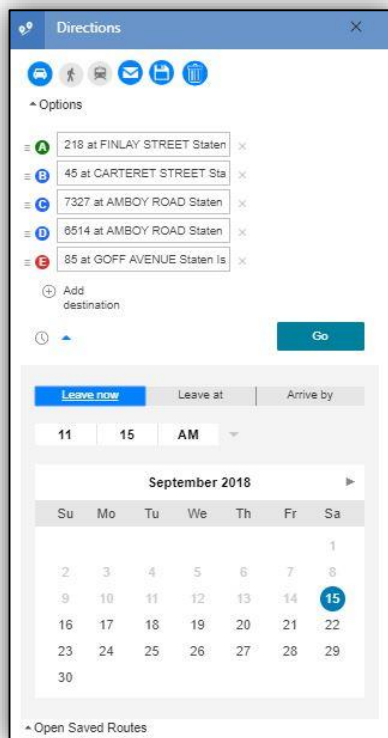 Directions
Options
A 218 at FINLAY STREET Staten
B 45 at CARTERET STREET Sta
C 7327 at AMBOY ROAD Staten
D 6514 at AMBOY ROAD Staten
E 85 at GOFF AVENUE Staten Is
Add
destination
Go
Leave now Leave at Arrive by
11 15 AM
September 2018
Su Mo Tu We Th Fr Sa
1
2 3 4 5 6 7 8
9 10 11 12 13 14 15
16 17 18 19 20 21 22
23 24 25 26 27 28 29
30
Open Saved Routes